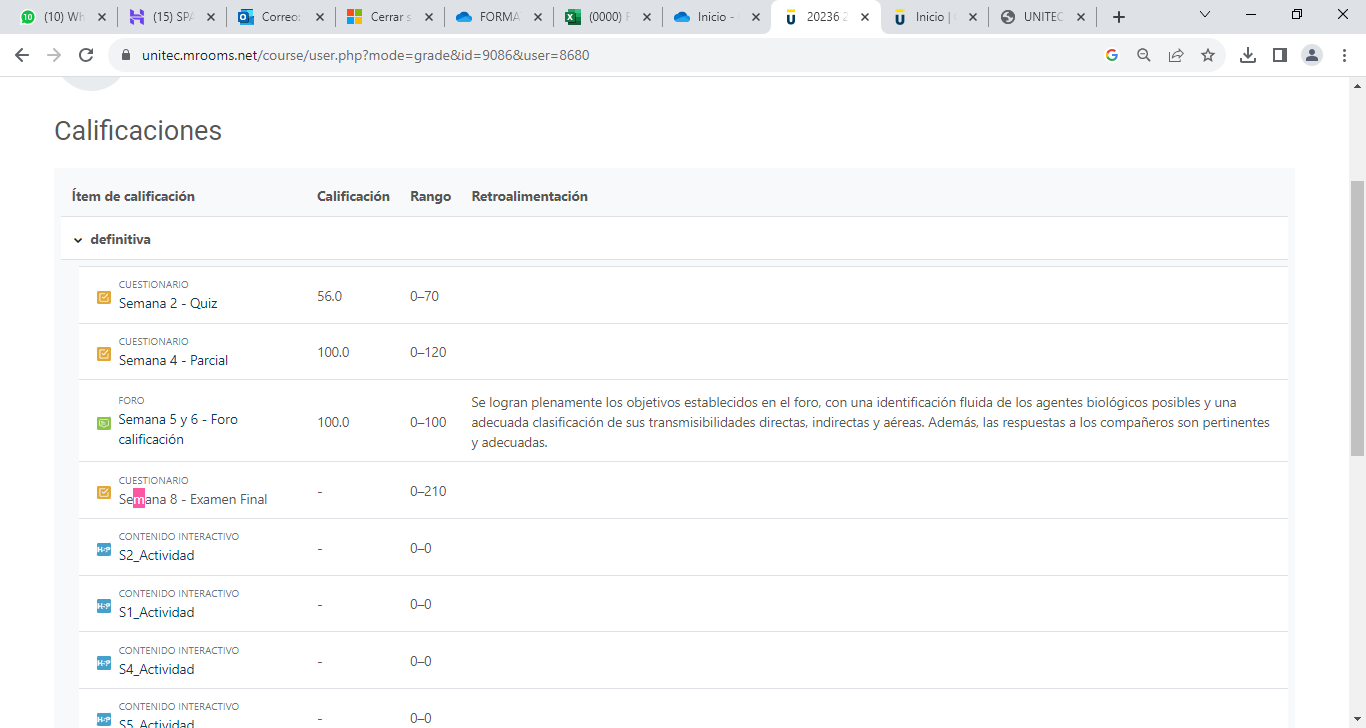 (10) Wh
(15) SPA
Correo:
Cerrar s
FORMA
(0000) F
Inicio -
20236 2
Inicio |
UNITEC
unitec.mrooms.net/course/user.php?mode=grade&id=9086&user=8680
Calificaciones
Ítem de calificación Calificación Rango Retroalimentación
definitiva
CUESTIONARIO
Semana 2 - Quiz 56.0 0–70
CUESTIONARIO
Semana 4 - Parcial 100.0 0–120
FORO
Semana 5 y 6 - Foro
calificación
100.0 0–100
Se logran plenamente los objetivos establecidos en el foro, con una identificación fluida de los agentes biológicos posibles y una
adecuada clasificación de sus transmisibilidades directas, indirectas y aéreas. Además, las respuestas a los compañeros son pertinentes
y adecuadas.
CUESTIONARIO
Semana 8 - Examen Final - 0–210
CONTENIDO INTERACTIVO
S2_Actividad - 0–0
CONTENIDO INTERACTIVO
S1_Actividad - 0–0
CONTENIDO INTERACTIVO
S4_Actividad - 0–0
CONTENIDO INTERACTIVO
S5_Actividad - 0–0